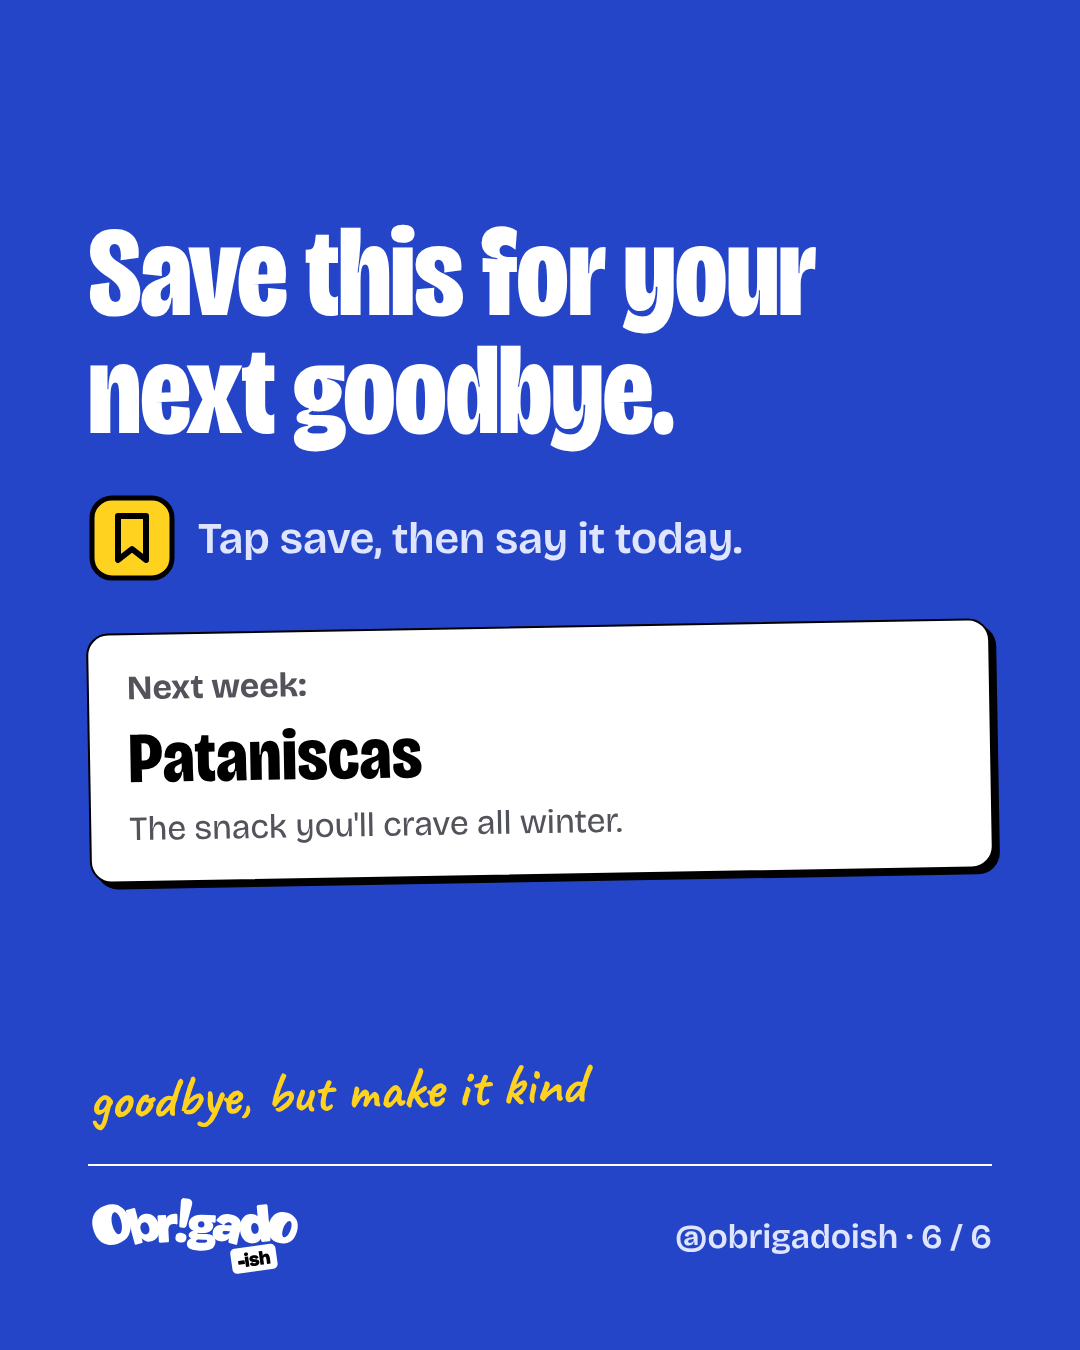 Save this for your
next goodbye.
Tap save, then say it today.
Next week:
Pataniscas
The snack you'll crave all winter.
goodbye, but make it kind
Obr!gado
-ish
@obrigadoish · 6 / 6